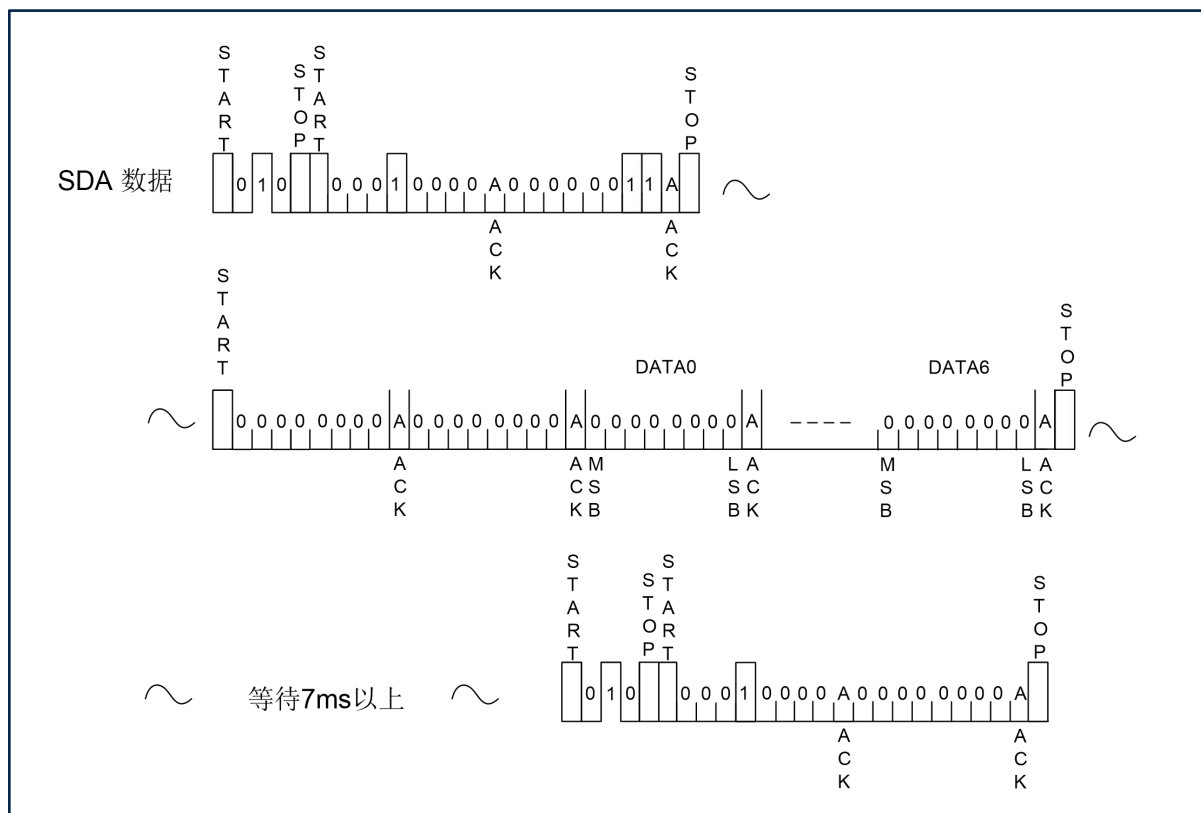 START STOP START STOP
SDA 数据 0 1 0 0 0 0 1 0 0 0 0 A 0 0 0 0 0 0 1 1 A
ACK ACK
START DATA0 DATA6 STOP
0 0 0 0 0 0 0 0 A 0 0 0 0 0 0 0 0 A 0 0 0 0 0 0 0 0 A ---- 0 0 0 0 0 0 0 0 A
ACK ACK MSB LSB ACK MSB LSB ACK
START STOP START STOP
等待7ms以上 0 1 0 0 0 0 1 0 0 0 0 A 0 0 0 0 0 0 0 0 A
ACK ACK